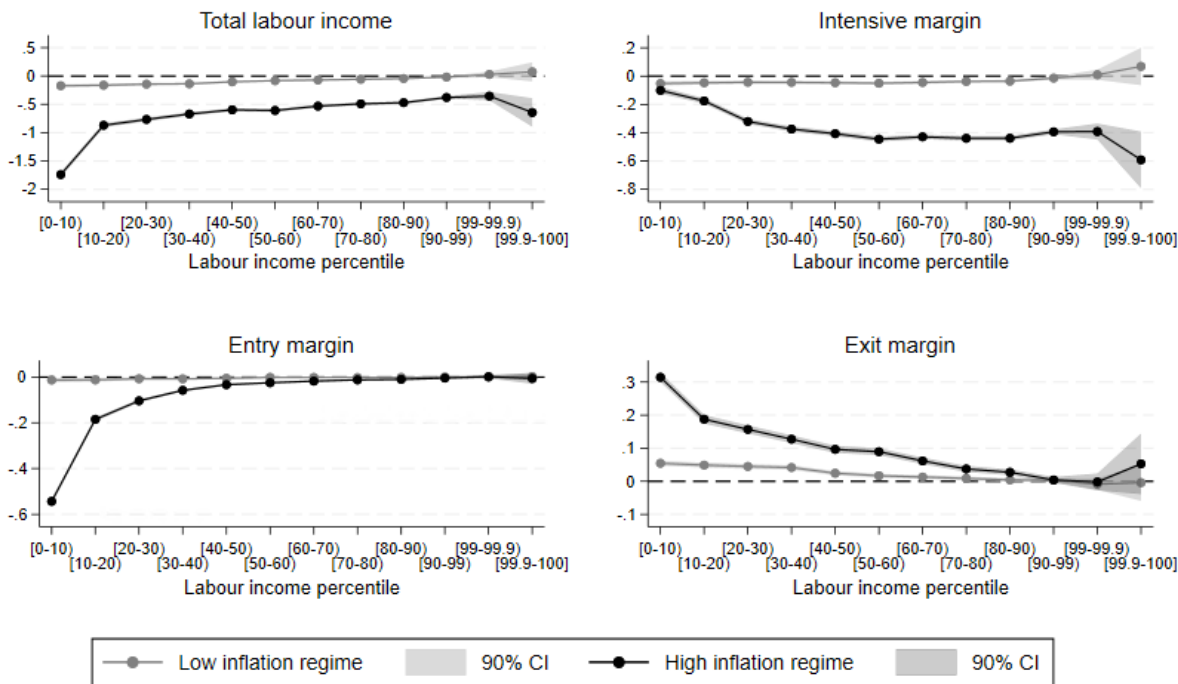 Total labour income
.5
0
-.5
-1
-1.5
-2
[0-10) [20-30) [40-50) [60-70) [80-90) [99-99.9)
[10-20) [30-40) [50-60) [70-80) [90-99) [99.9-100]
Labour income percentile
Intensive margin
.2
0
-.2
-.4
-.6
-.8
[0-10) [20-30) [40-50) [60-70) [80-90) [99-99.9)
[10-20) [30-40) [50-60) [70-80) [90-99) [99.9-100]
Labour income percentile
Entry margin
0
-.2
-.4
-.6
[0-10) [20-30) [40-50) [60-70) [80-90) [99-99.9)
[10-20) [30-40) [50-60) [70-80) [90-99) [99.9-100]
Labour income percentile
Exit margin
.3
.2
.1
0
-.1
[0-10) [20-30) [40-50) [60-70) [80-90) [99-99.9)
[10-20) [30-40) [50-60) [70-80) [90-99) [99.9-100]
Labour income percentile
Low inflation regime 90% CI High inflation regime 90% CI